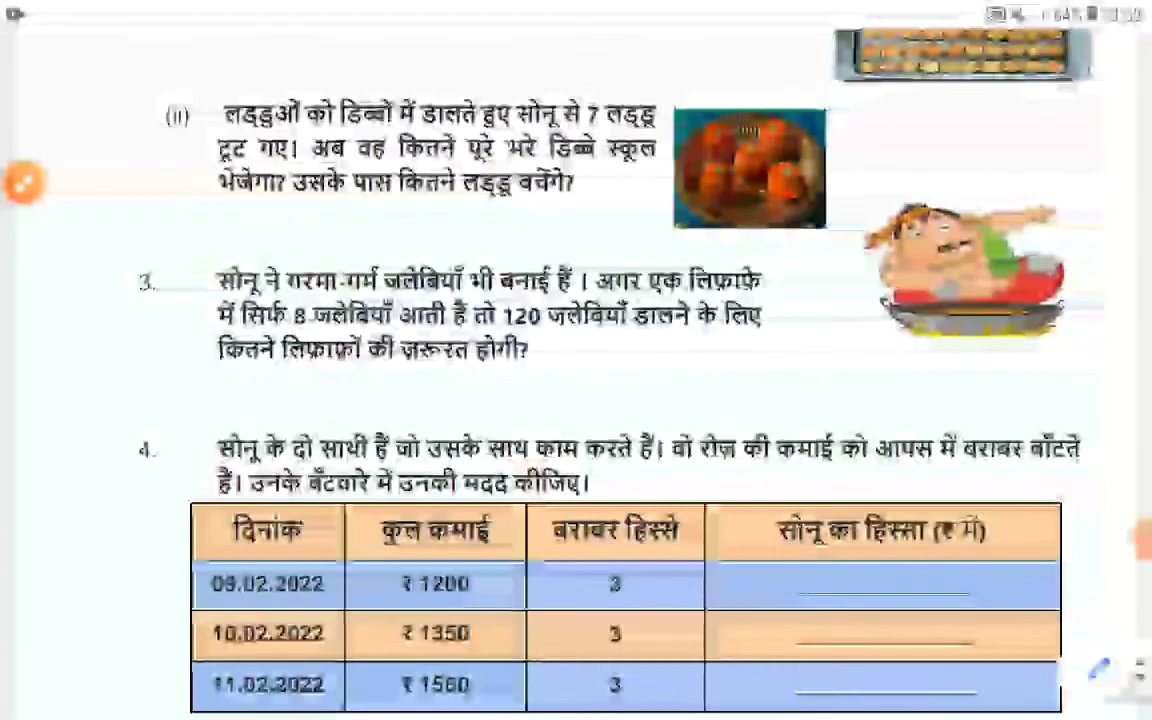 (ii) लड्डुओं को डिब्बों में डालते हुए सोनू से 7 लड्डू
टूट गए। अब वह कितने पूरे भरे डिब्बे स्कूल
भेजेगा? उसके पास कितने लड्डू बचेंगे?
3. सोनू ने गरमा-गर्म जलेबियाँ भी बनाई हैं । अगर एक लिफ़ाफ़े
में सिर्फ 8 जलेबियाँ आती हैं तो 120 जलेबियाँ डालने के लिए
कितने लिफ़ाफ़ों की ज़रूरत होगी?
4. सोनू के दो साथी हैं जो उसके साथ काम करते हैं। वो रोज़ की कमाई को आपस में बराबर बाँटते
हैं। उनके बँटवारे में उनकी मदद कीजिए।
दिनांक कुल कमाई बराबर हिस्से सोनू का हिस्सा (₹ में)
09.02.2022 ₹ 1200 3
10.02.2022 ₹ 1350 3
11.02.2022 ₹ 1560 3